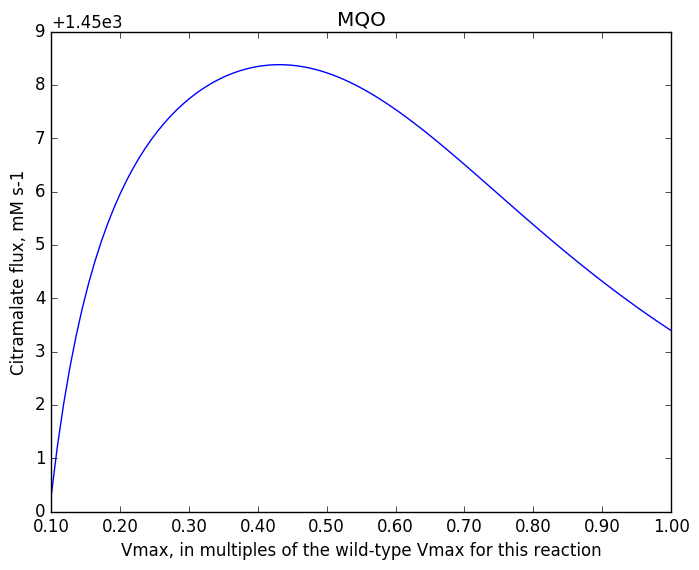 MQO
+1.45e3
9
8
7
6
5
4
3
2
1
0
Citramalate flux, mM s-1
0.10 0.20 0.30 0.40 0.50 0.60 0.70 0.80 0.90 1.00
Vmax, in multiples of the wild-type Vmax for this reaction